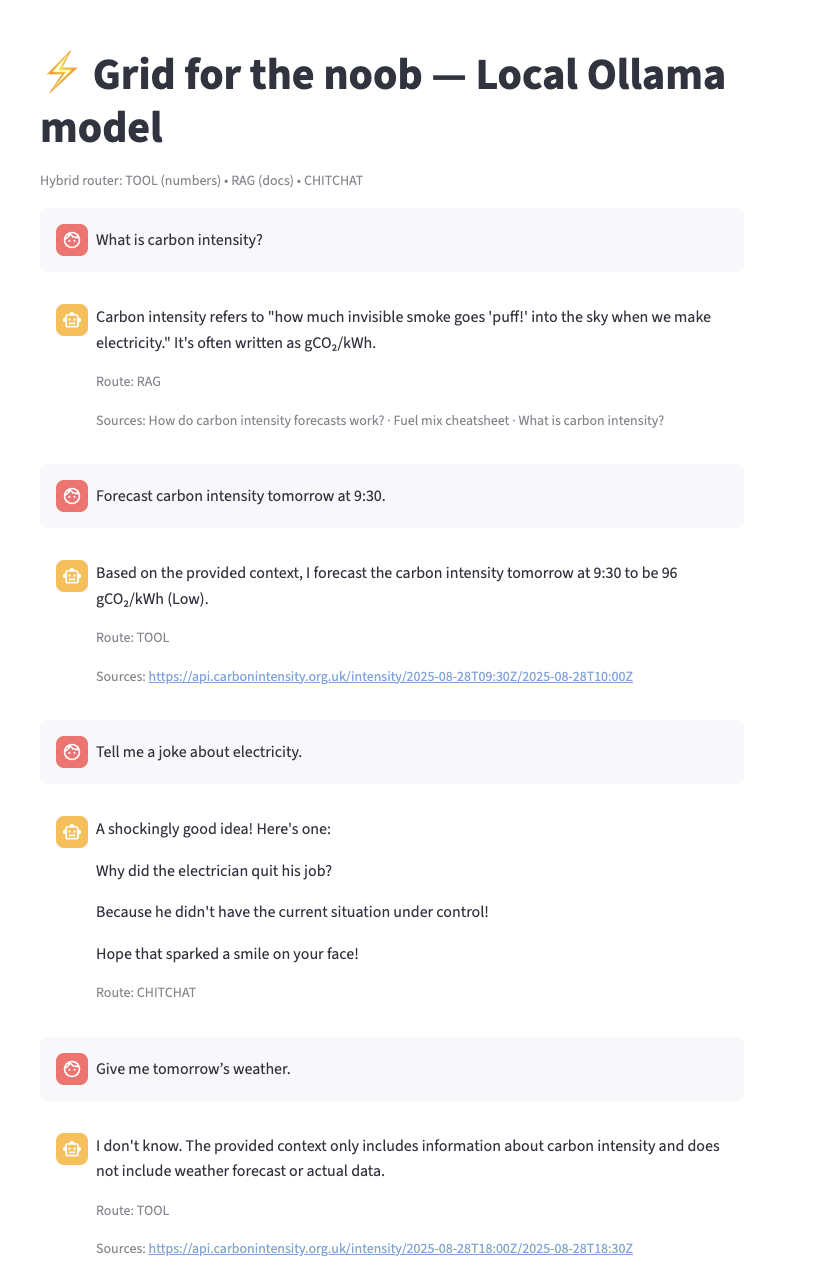 ⚡ Grid for the noob — Local Ollama
model
Hybrid router: TOOL (numbers) • RAG (docs) • CHITCHAT
What is carbon intensity?
Carbon intensity refers to "how much invisible smoke goes 'puff!' into the sky when we make
electricity." It's often written as gCO₂/kWh.
Route: RAG
Sources: How do carbon intensity forecasts work? · Fuel mix cheatsheet · What is carbon intensity?
Forecast carbon intensity tomorrow at 9:30.
Based on the provided context, I forecast the carbon intensity tomorrow at 9:30 to be 96
gCO₂/kWh (Low).
Route: TOOL
Sources: https://api.carbonintensity.org.uk/intensity/2025-08-28T09:30Z/2025-08-28T10:00Z
Tell me a joke about electricity.
A shockingly good idea! Here's one:
Why did the electrician quit his job?
Because he didn't have the current situation under control!
Hope that sparked a smile on your face!
Route: CHITCHAT
Give me tomorrow’s weather.
I don't know. The provided context only includes information about carbon intensity and does
not include weather forecast or actual data.
Route: TOOL
Sources: https://api.carbonintensity.org.uk/intensity/2025-08-28T18:00Z/2025-08-28T18:30Z